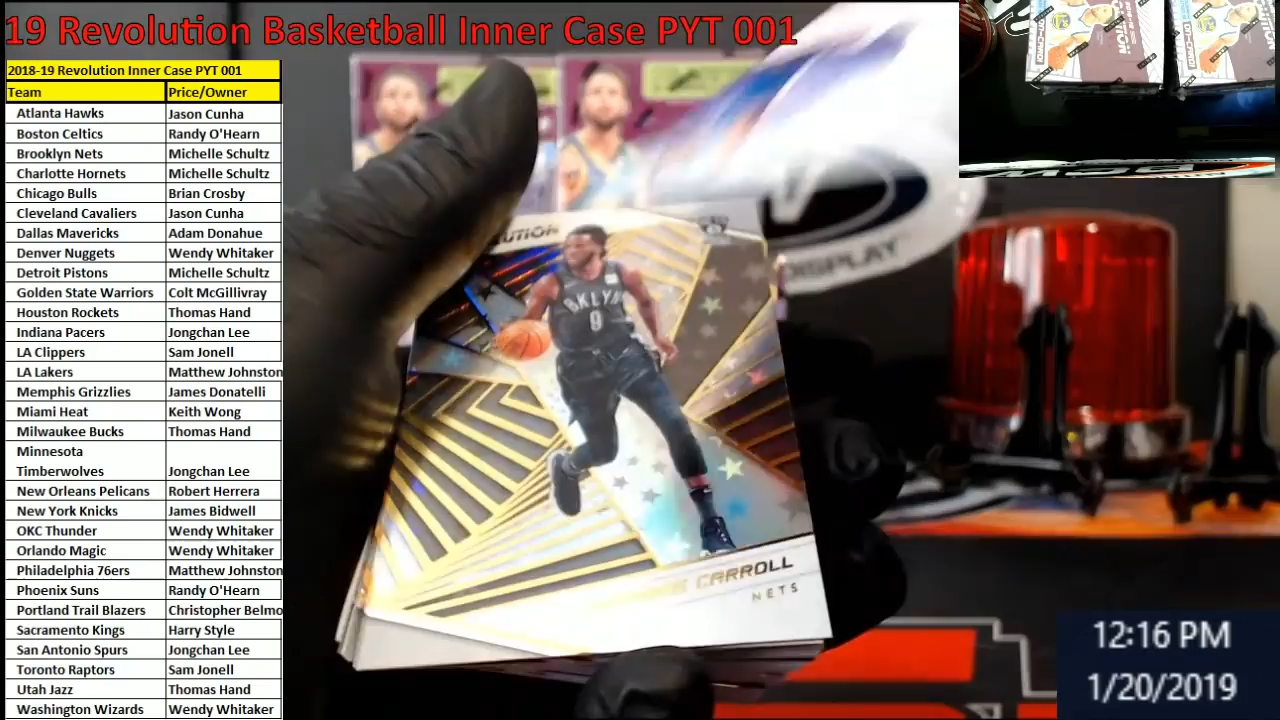 19 Revolution Basketball Inner Case PYT 001
2018-19 Revolution Inner Case PYT 001
Team Price/Owner
Atlanta Hawks Jason Cunha
Boston Celtics Randy O'Hearn
Brooklyn Nets Michelle Schultz
Charlotte Hornets Michelle Schultz
Chicago Bulls Brian Crosby
Cleveland Cavaliers Jason Cunha
Dallas Mavericks Adam Donahue
Denver Nuggets Wendy Whitaker
Detroit Pistons Michelle Schultz
Golden State Warriors Colt McGillivray
Houston Rockets Thomas Hand
Indiana Pacers Jongchan Lee
LA Clippers Sam Jonell
LA Lakers Matthew Johnston
Memphis Grizzlies James Donatelli
Miami Heat Keith Wong
Milwaukee Bucks Thomas Hand
Minnesota
Timberwolves Jongchan Lee
New Orleans Pelicans Robert Herrera
New York Knicks James Bidwell
OKC Thunder Wendy Whitaker
Orlando Magic Wendy Whitaker
Philadelphia 76ers Matthew Johnston
Phoenix Suns Randy O'Hearn
Portland Trail Blazers Christopher Belmo
Sacramento Kings Harry Style
San Antonio Spurs Jongchan Lee
Toronto Raptors Sam Jonell
Utah Jazz Thomas Hand
Washington Wizards Wendy Whitaker
DISPLAY
9
CARROLL
NETS
12:16 PM
1/20/2019